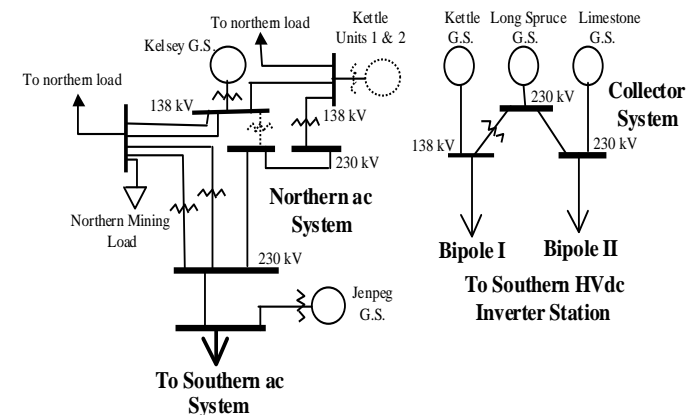 To northern load
Kettle
Units 1 & 2
Kelsey G.S.
To northern load
138 kV
138 kV
230 kV
Northern ac
System
Northern Mining
Load
230 kV
Jenpeg
G.S.
To Southern ac
System
Kettle
G.S.
Long Spruce
G.S.
Limestone
G.S.
Collector
System
230 kV
138 kV
230 kV
Bipole I
Bipole II
To Southern HVdc
Inverter Station